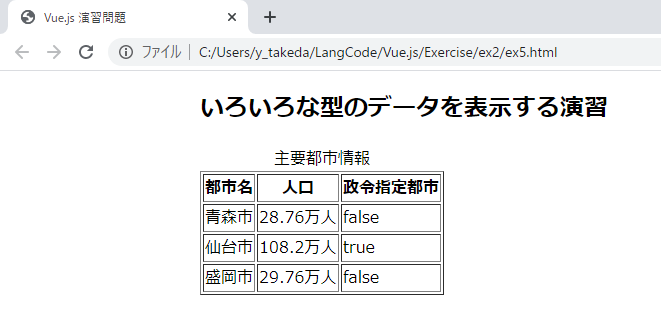 Vue.js 演習問題
ファイル | C:/Users/y_takeda/LangCode/Vue.js/Exercise/ex2/ex5.html
いろいろな型のデータを表示する演習
主要都市情報
都市名 人口 政令指定都市
青森市 28.76万人 false
仙台市 108.2万人 true
盛岡市 29.76万人 false